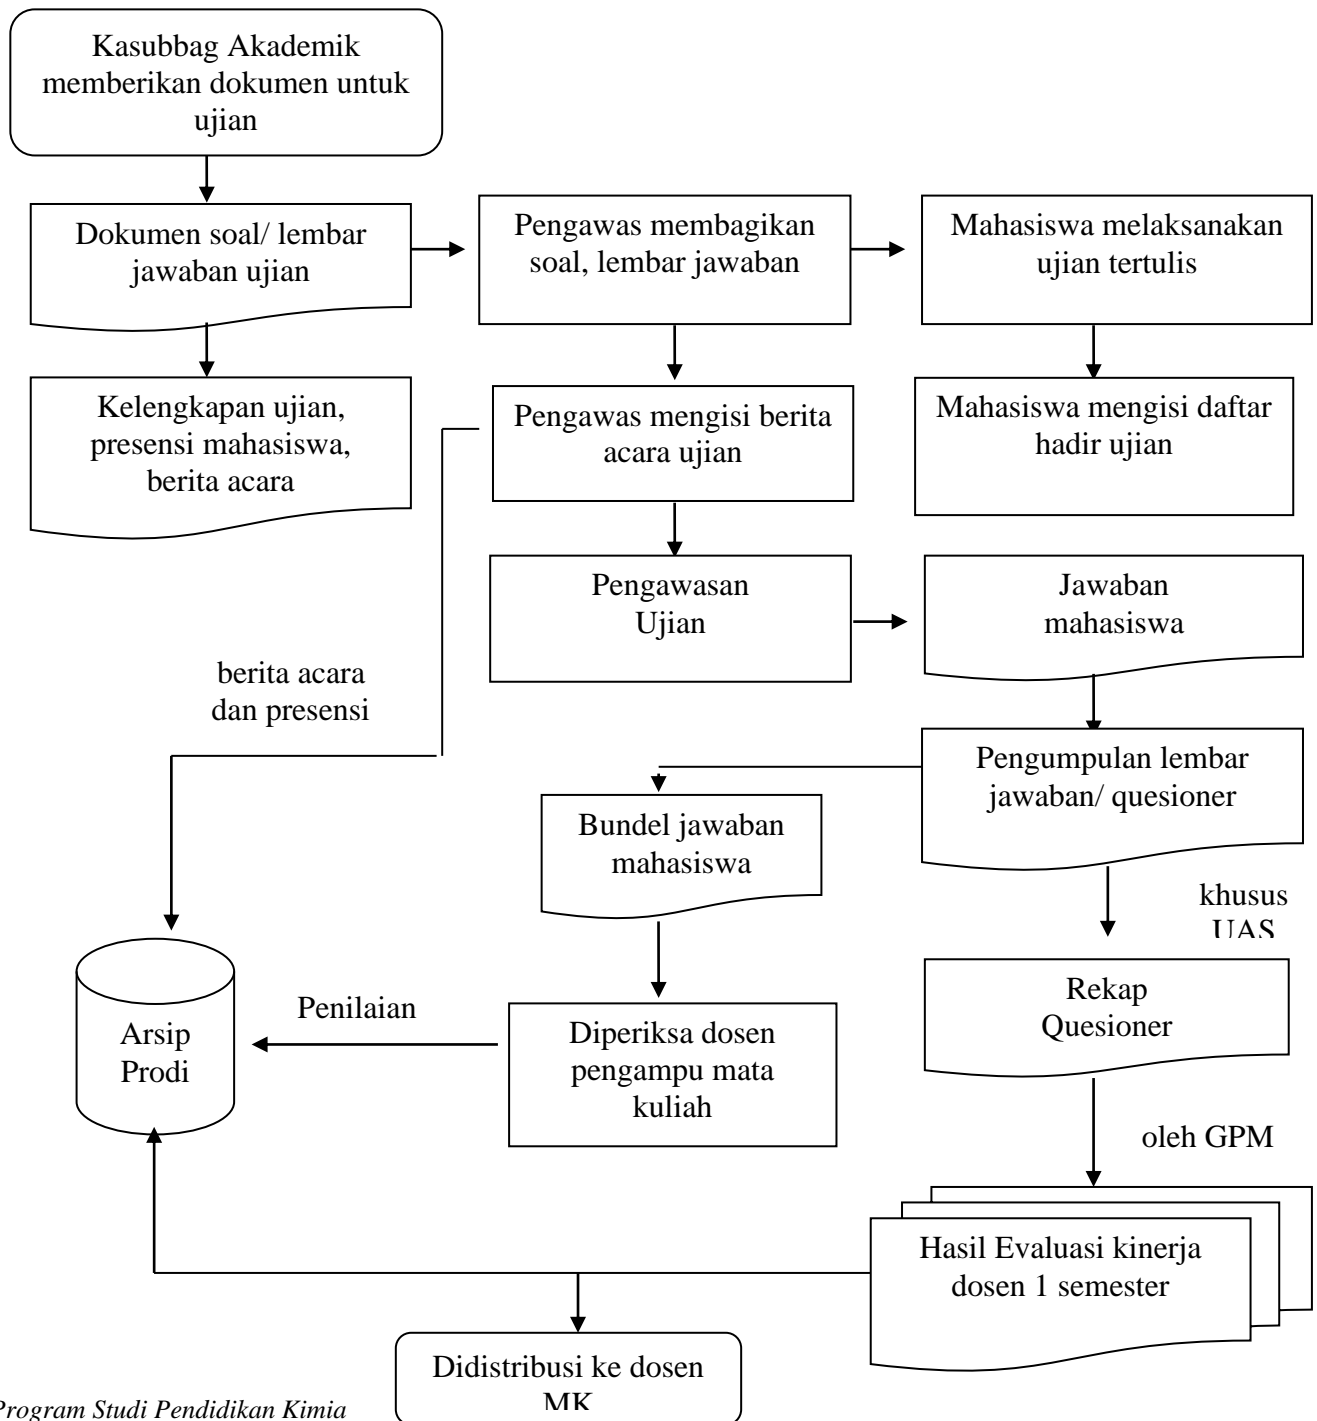 Kasubbag Akademik
memberikan dokumen untuk
ujian
Dokumen soal/ lembar
jawaban ujian
Pengawas membagikan
soal, lembar jawaban
Mahasiswa melaksanakan
ujian tertulis
Kelengkapan ujian,
presensi mahasiswa,
berita acara
Pengawas mengisi berita
acara ujian
Mahasiswa mengisi daftar
hadir ujian
Pengawasan
Ujian
Jawaban
mahasiswa
berita acara
dan presensi
Pengumpulan lembar
jawaban/ quesioner
Bundel jawaban
mahasiswa
khusus
UAS
Arsip
Prodi
Penilaian
Diperiksa dosen
pengampu mata
kuliah
Rekap
Quesioner
oleh GPM
Hasil Evaluasi kinerja
dosen 1 semester
Didistribusi ke dosen
MK
Program Studi Pendidikan Kimia